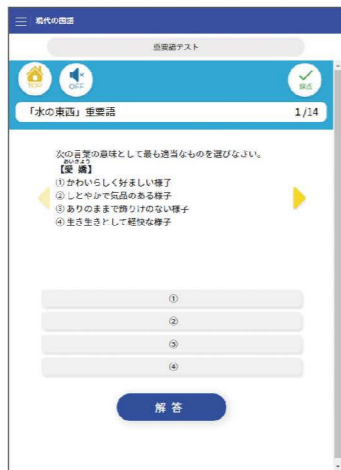 現代の国語
重要語テスト
TOP
OFF
採点
「水の東西」重要語
1/14
次の言葉の意味として最も適当なものを選びなさい。
あいきょう
【愛嬌】
①かわいらしく好ましい様子
②しとやかで気品のある様子
③ありのままで飾りけのない様子
④生き生きとして軽快な様子
①
②
③
④
解答